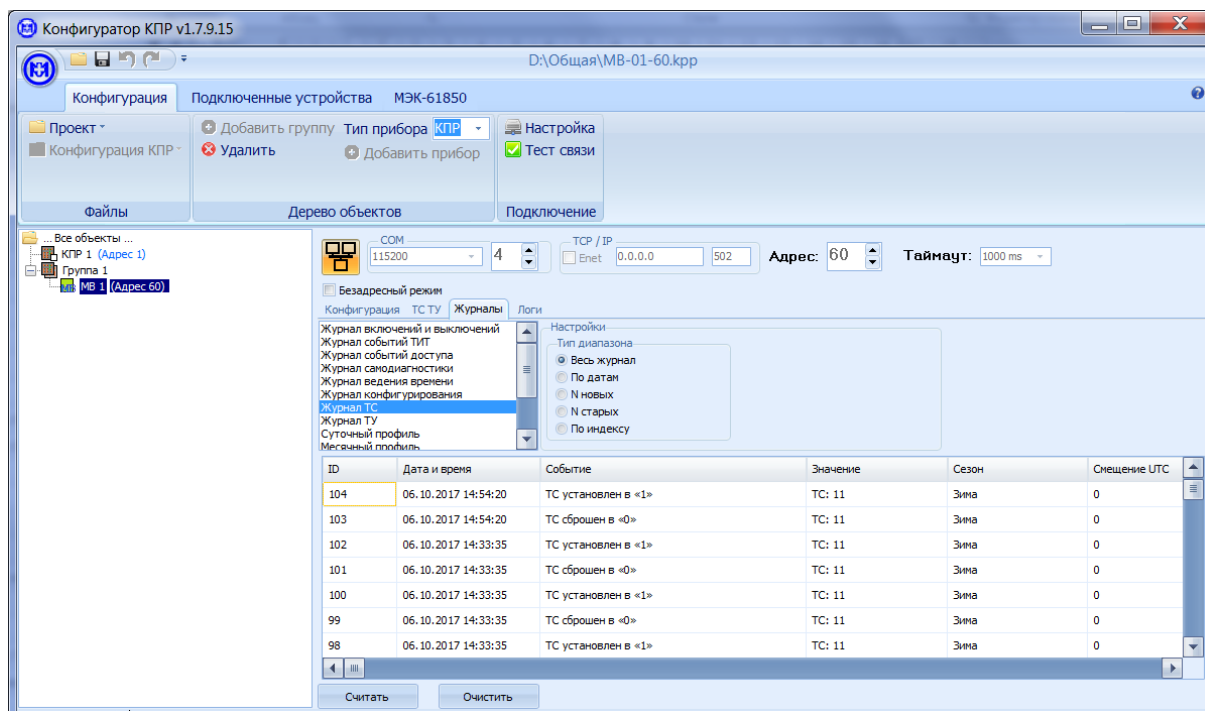 Конфигуратор КПР v1.7.9.15
D:\Общая\МВ-01-60.kpp
Конфигурация Подключенные устройства МЭК-61850
Проект Добавить группу Тип прибора КПР Настройка
Конфигурация КПР Удалить Добавить прибор Тест связи
Файлы Дерево объектов Подключение
... Все объекты ...
КПР 1 (Адрес 1)
Группа 1
МВ 1 (Адрес 60)
COM TCP / IP
115200 4 Enet 0.0.0.0 502 Адрес: 60 Таймаут: 1000 ms
Безадресный режим
Конфигурация ТС ТУ Журналы Логи
Журнал включений и выключений
Журнал событий ТИТ
Журнал событий доступа
Журнал самодиагностики
Журнал ведения времени
Журнал конфигурирования
Журнал ТС
Журнал ТУ
Суточный профиль
Месячный профиль
Настройки
Тип диапазона
Весь журнал
По датам
N новых
N старых
По индексу
ID Дата и время Событие Значение Сезон Смещение UTC
104 06.10.2017 14:54:20 ТС установлен в «1» ТС: 11 Зима 0
103 06.10.2017 14:54:20 ТС сброшен в «0» ТС: 11 Зима 0
102 06.10.2017 14:33:35 ТС установлен в «1» ТС: 11 Зима 0
101 06.10.2017 14:33:35 ТС сброшен в «0» ТС: 11 Зима 0
100 06.10.2017 14:33:35 ТС установлен в «1» ТС: 11 Зима 0
99 06.10.2017 14:33:35 ТС сброшен в «0» ТС: 11 Зима 0
98 06.10.2017 14:33:35 ТС установлен в «1» ТС: 11 Зима 0
Считать Очистить